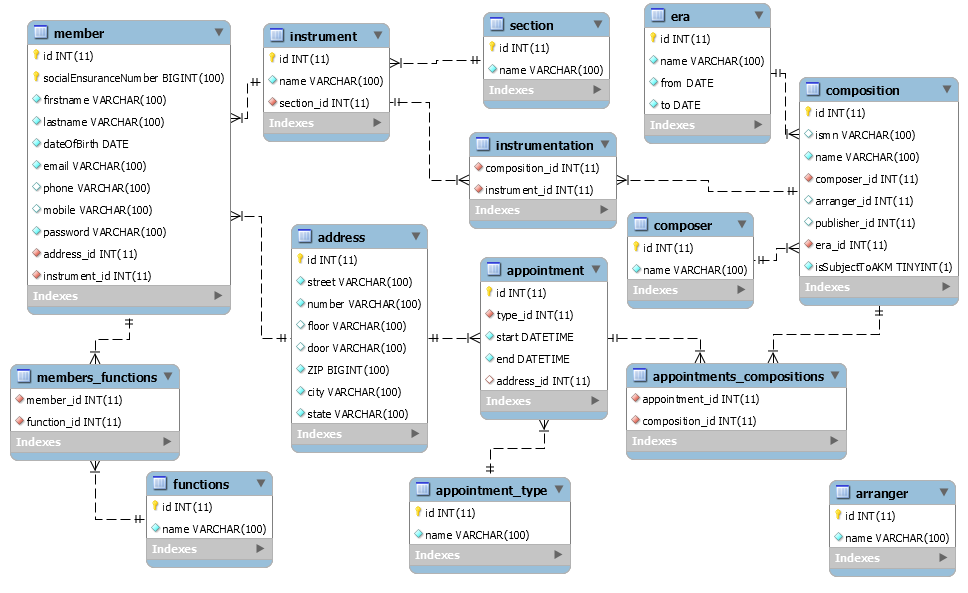 member
id INT(11)
socialEnsuranceNumber BIGINT(100)
firstname VARCHAR(100)
lastname VARCHAR(100)
dateOfBirth DATE
email VARCHAR(100)
phone VARCHAR(100)
mobile VARCHAR(100)
password VARCHAR(100)
address_id INT(11)
instrument_id INT(11)
Indexes
instrument
id INT(11)
name VARCHAR(100)
section_id INT(11)
Indexes
section
id INT(11)
name VARCHAR(100)
Indexes
era
id INT(11)
name VARCHAR(100)
from DATE
to DATE
Indexes
composition
id INT(11)
ismn VARCHAR(100)
name VARCHAR(100)
composer_id INT(11)
arranger_id INT(11)
publisher_id INT(11)
era_id INT(11)
isSubjectToAKM TINYINT(1)
Indexes
instrumentation
composition_id INT(11)
instrument_id INT(11)
Indexes
composer
id INT(11)
name VARCHAR(100)
Indexes
address
id INT(11)
street VARCHAR(100)
number VARCHAR(100)
floor VARCHAR(100)
door VARCHAR(100)
ZIP BIGINT(100)
city VARCHAR(100)
state VARCHAR(100)
Indexes
appointment
id INT(11)
type_id INT(11)
start DATETIME
end DATETIME
address_id INT(11)
Indexes
members_functions
member_id INT(11)
function_id INT(11)
Indexes
appointments_compositions
appointment_id INT(11)
composition_id INT(11)
Indexes
functions
id INT(11)
name VARCHAR(100)
Indexes
appointment_type
id INT(11)
name VARCHAR(100)
Indexes
arranger
id INT(11)
name VARCHAR(100)
Indexes